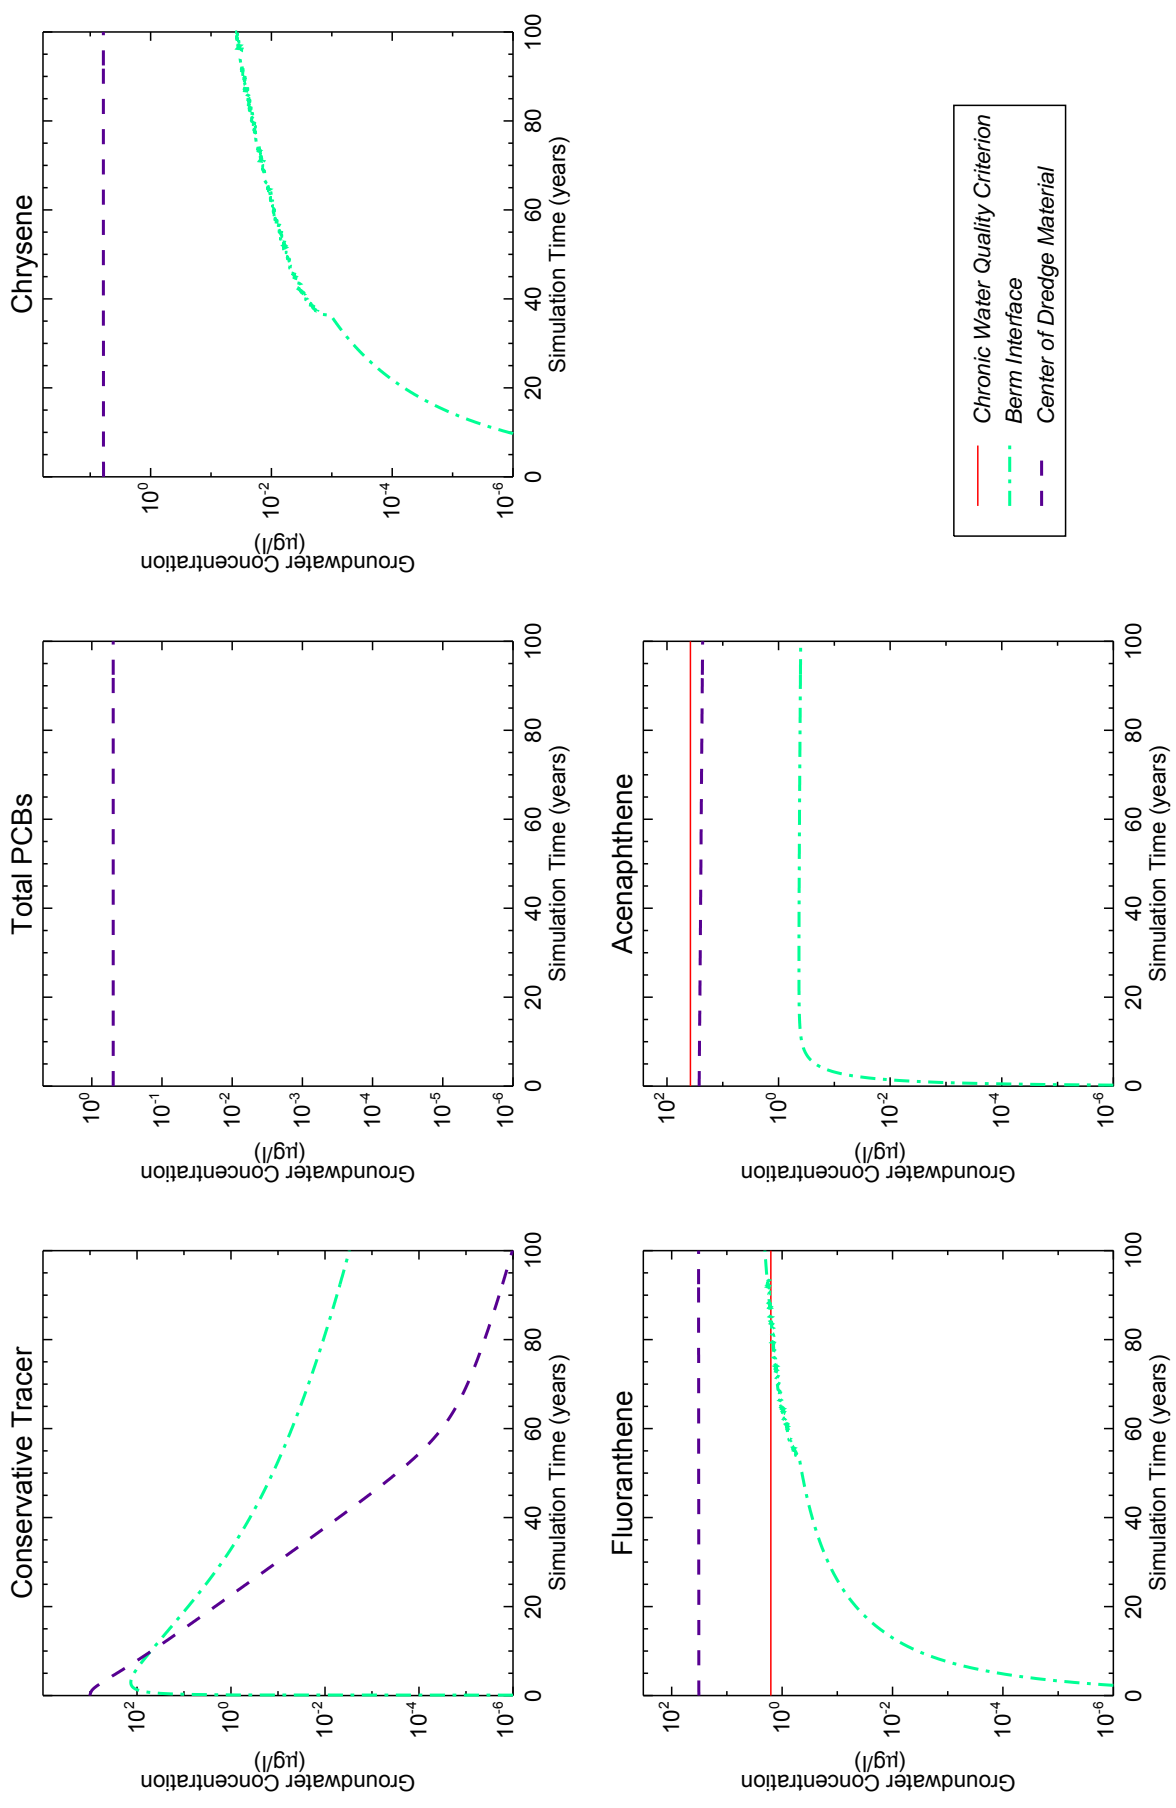 Conservative Tracer
10²
10⁰
10⁻²
10⁻⁴
10⁻⁶
Groundwater Concentration
(µg/l)
0 20 40 60 80 100
Simulation Time (years)
Total PCBs
10⁰
10⁻¹
10⁻²
10⁻³
10⁻⁴
10⁻⁵
10⁻⁶
Groundwater Concentration
(µg/l)
0 20 40 60 80 100
Simulation Time (years)
Chrysene
10⁰
10⁻²
10⁻⁴
10⁻⁶
Groundwater Concentration
(µg/l)
0 20 40 60 80 100
Simulation Time (years)
Fluoranthene
10²
10⁰
10⁻²
10⁻⁴
10⁻⁶
Groundwater Concentration
(µg/l)
0 20 40 60 80 100
Simulation Time (years)
Acenaphthene
10²
10⁰
10⁻²
10⁻⁴
10⁻⁶
Groundwater Concentration
(µg/l)
0 20 40 60 80 100
Simulation Time (years)
Chronic Water Quality Criterion
Berm Interface
Center of Dredge Material